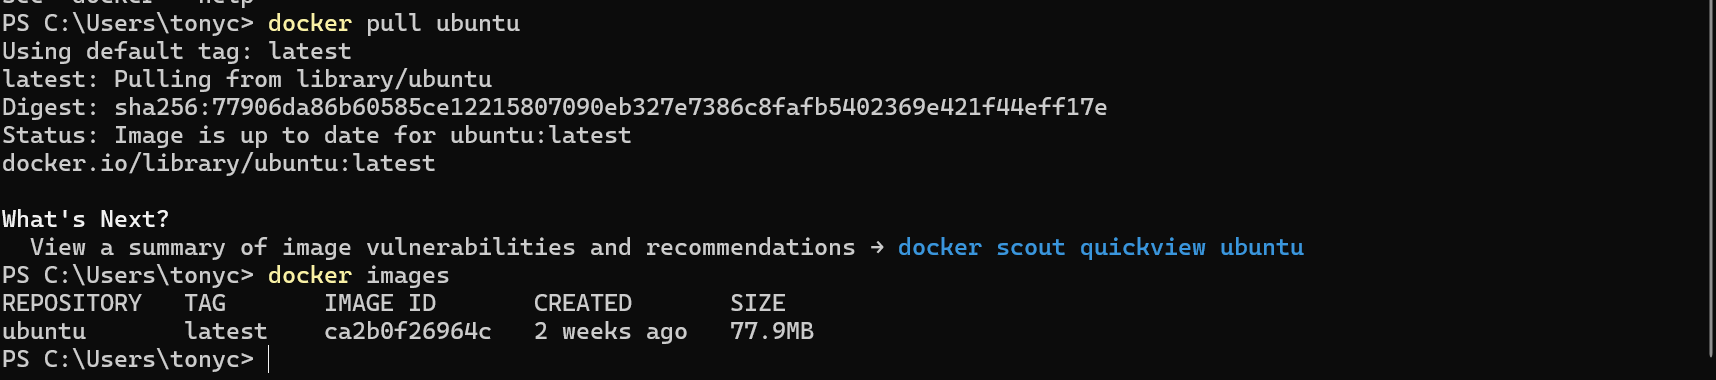 PS C:\Users\tonyc> docker pull ubuntu
Using default tag: latest
latest: Pulling from library/ubuntu
Digest: sha256:77906da86b60585ce12215807090eb327e7386c8fafb5402369e421f44eff17e
Status: Image is up to date for ubuntu:latest
docker.io/library/ubuntu:latest
What's Next?
View a summary of image vulnerabilities and recommendations → docker scout quickview ubuntu
PS C:\Users\tonyc> docker images
REPOSITORY TAG IMAGE ID CREATED SIZE
ubuntu latest ca2b0f26964c 2 weeks ago 77.9MB
PS C:\Users\tonyc>